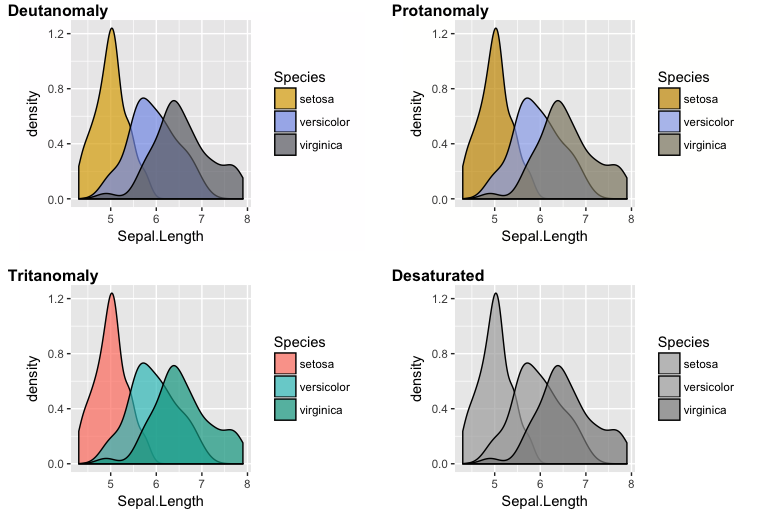 Deutanomaly
1.2
0.8
0.4
0.0
density
5 6 7 8
Sepal.Length
Species
setosa
versicolor
virginica
Protanomaly
1.2
0.8
0.4
0.0
density
5 6 7 8
Sepal.Length
Species
setosa
versicolor
virginica
Tritanomaly
1.2
0.8
0.4
0.0
density
5 6 7 8
Sepal.Length
Species
setosa
versicolor
virginica
Desaturated
1.2
0.8
0.4
0.0
density
5 6 7 8
Sepal.Length
Species
setosa
versicolor
virginica